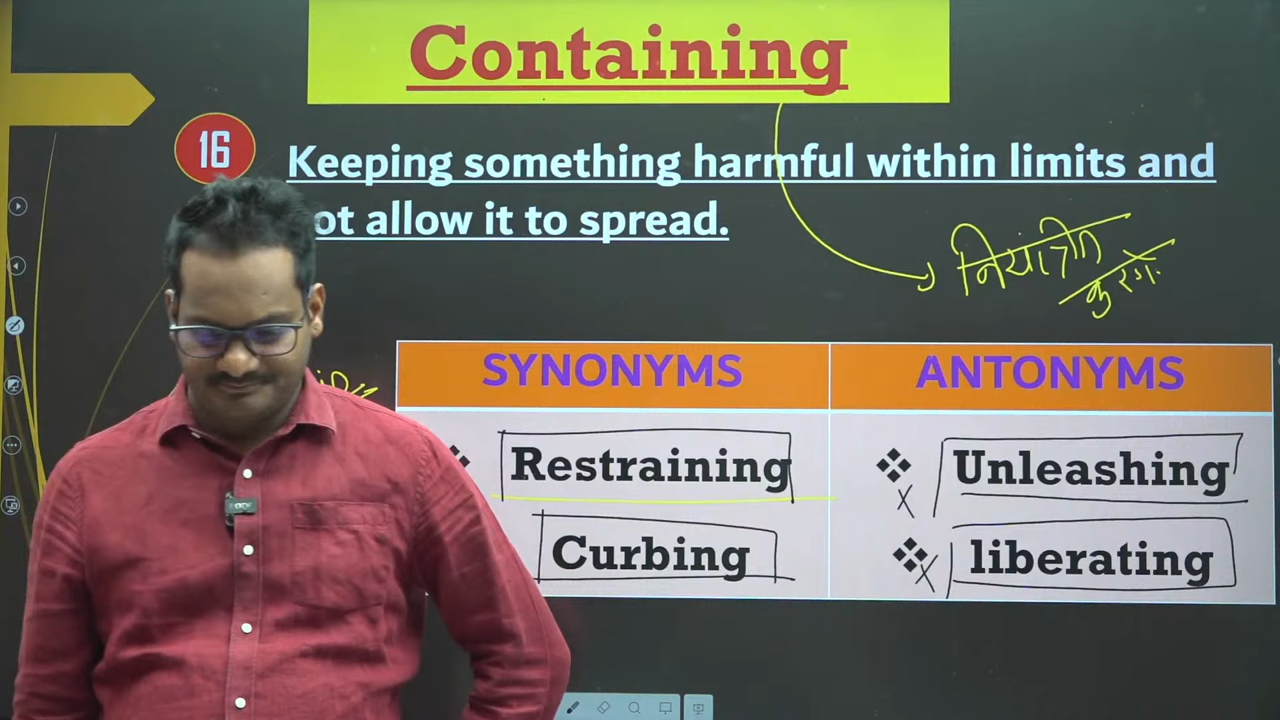 Containing
16
Keeping something harmful within limits and
not allow it to spread.
नियंत्रीत
करना
SYNONYMS ANTONYMS
Restraining Unleashing
Curbing liberating